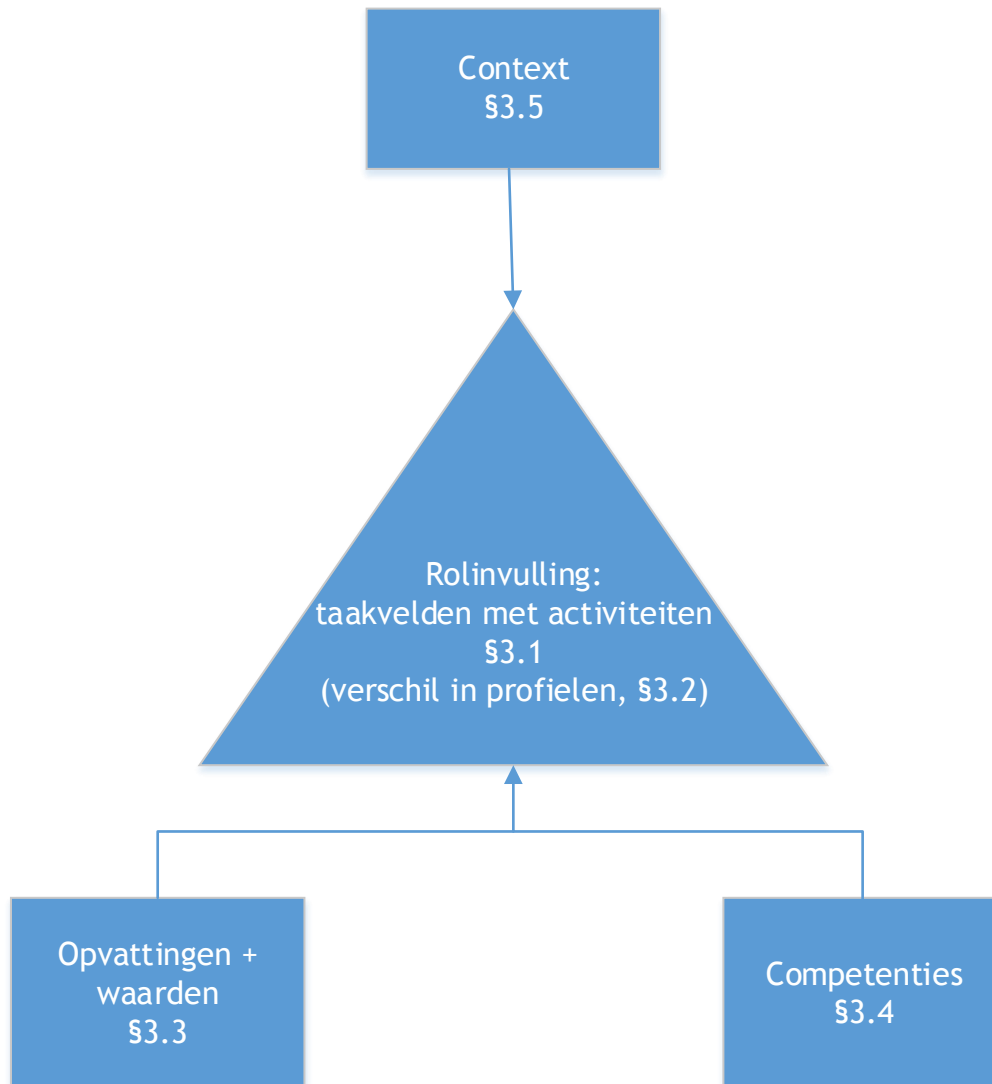 Context
§3.5
Rolinvulling:
taakvelden met activiteiten
§3.1
(verschil in profielen, §3.2)
Opvattingen +
waarden
§3.3
Competenties
§3.4